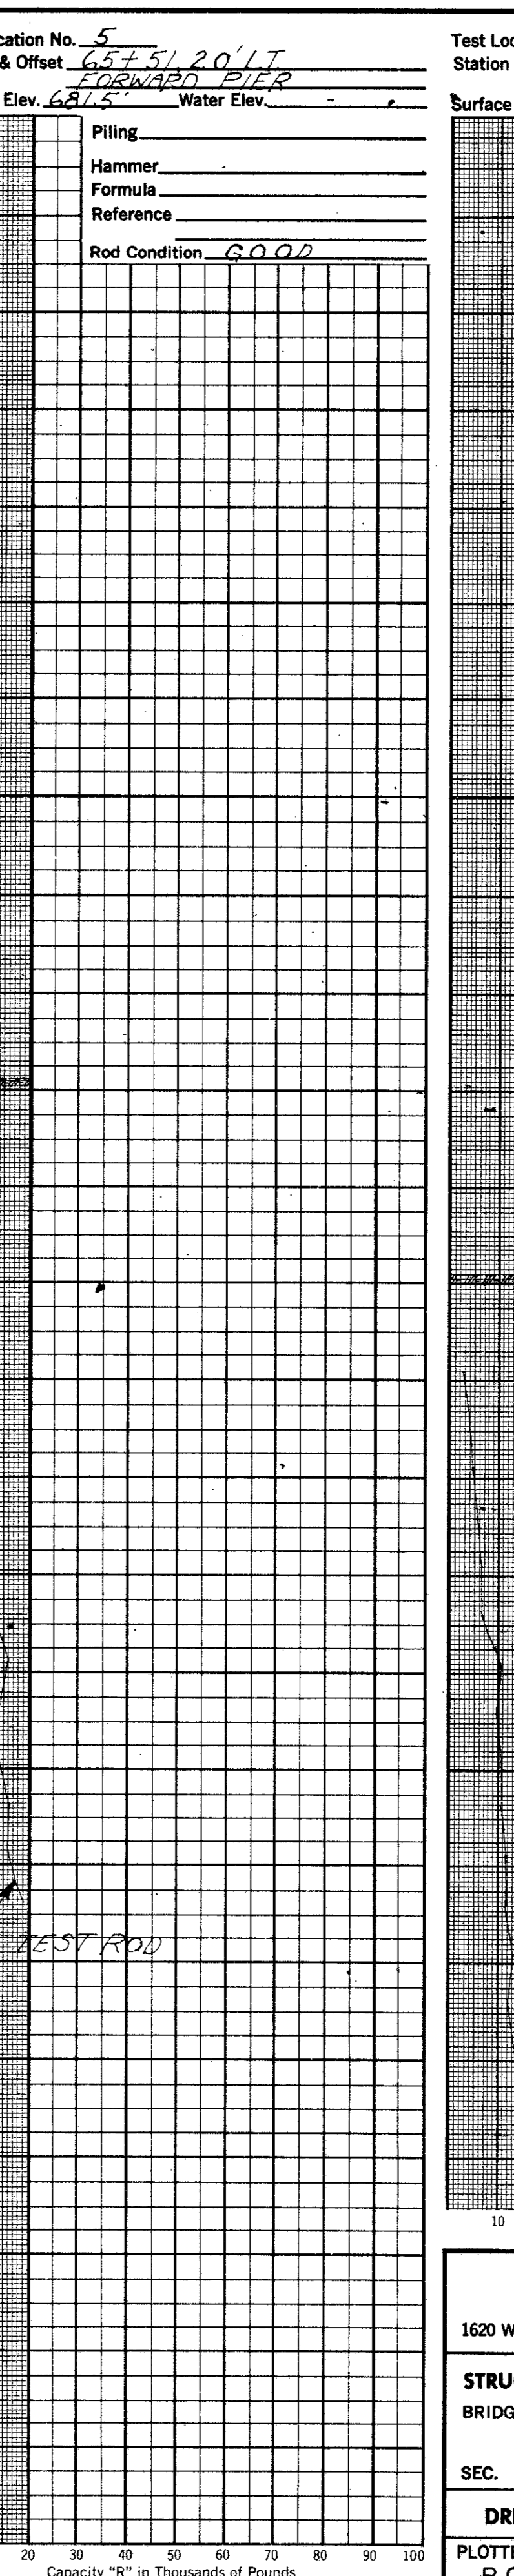 cation No. 5
& Offset 65+51, 20' LT.
FORWARD PIER
Elev. 681.5' Water Elev. -
Piling
Hammer
Formula
Reference
Rod Condition GOOD
TEST ROD
20 30 40 50 60 70 80 90 100
Capacity "R" in Thousands of Pounds
Test Loc
Station
Surface
10
1620 W
STRU
BRIDG
SEC.
DRI
PLOTTE